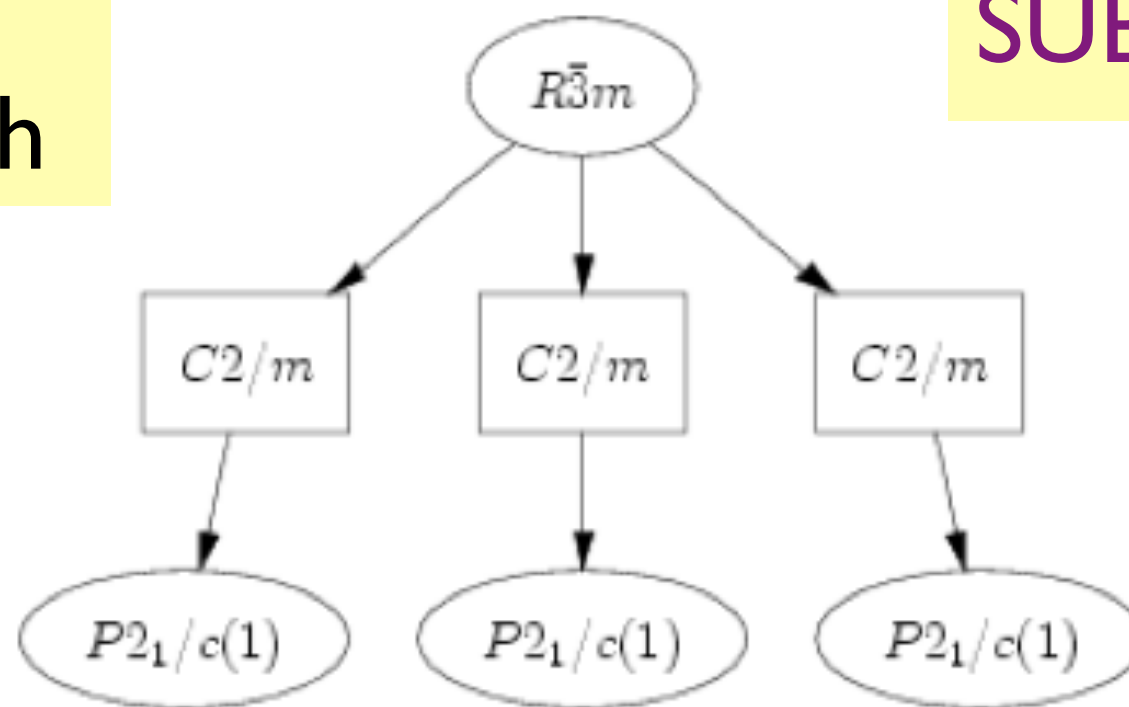 h
R3̄m
C2/m C2/m C2/m
P2₁/c(1) P2₁/c(1) P2₁/c(1)